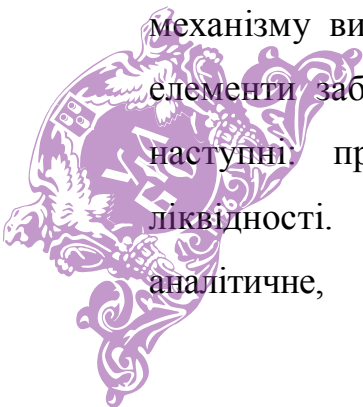 механізму ви
елементи заб
наступні: пр
ліквідності.
аналітичне,